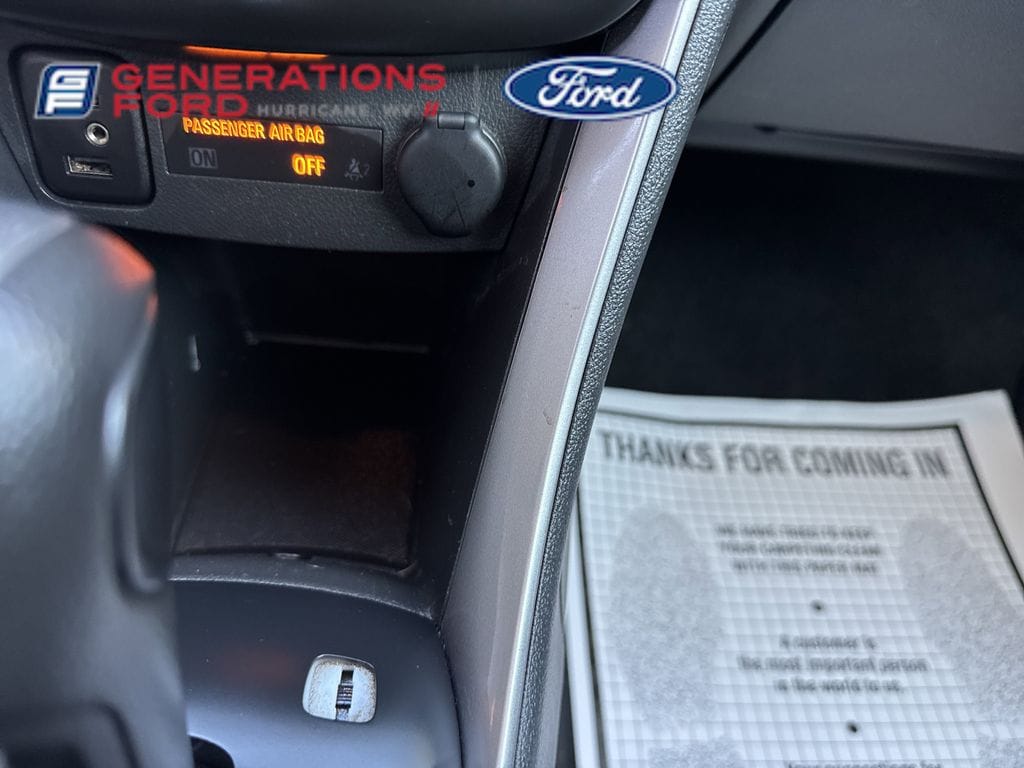 GF GENERATIONS
FORD HURRICANE, WV
Ford
PASSENGER AIR BAG
ON OFF
THANKS FOR COMING IN
WE HAVE TRIED TO KEEP
YOUR CARPETING CLEAN
WITH THIS PAPER MAT
A customer is
the most important person
in the world to us.